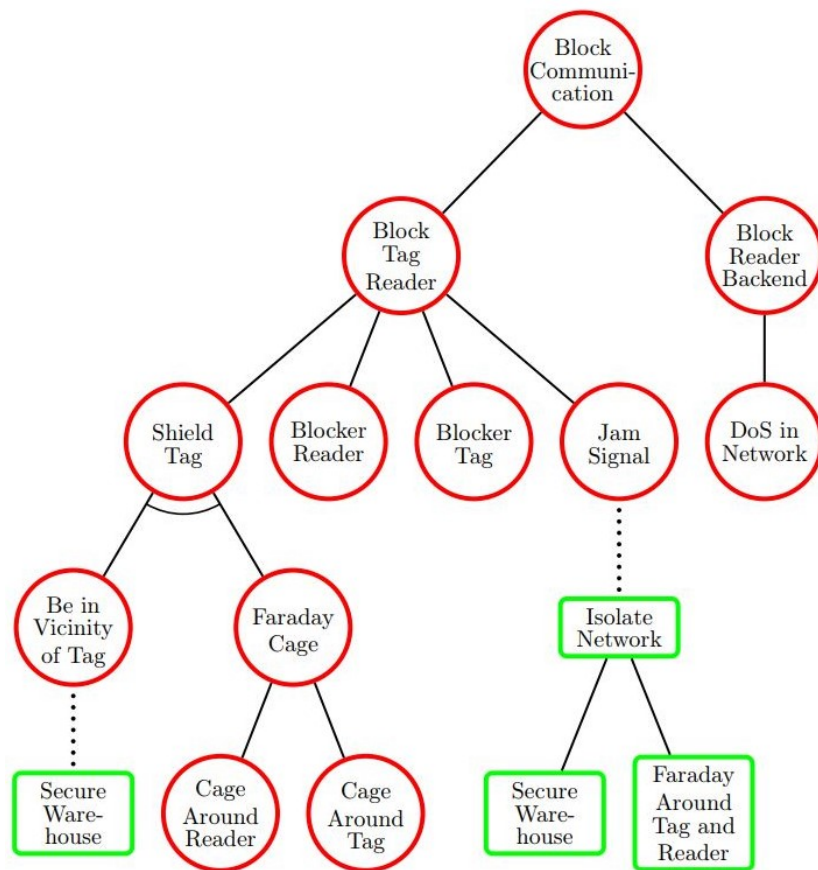 Block
Communi-
cation
Block
Tag
Reader
Block
Reader
Backend
Shield
Tag
Blocker
Reader
Blocker
Tag
Jam
Signal
DoS in
Network
Be in
Vicinity
of Tag
Faraday
Cage
Isolate
Network
Secure
Ware-
house
Cage
Around
Reader
Cage
Around
Tag
Secure
Ware-
house
Faraday
Around
Tag and
Reader